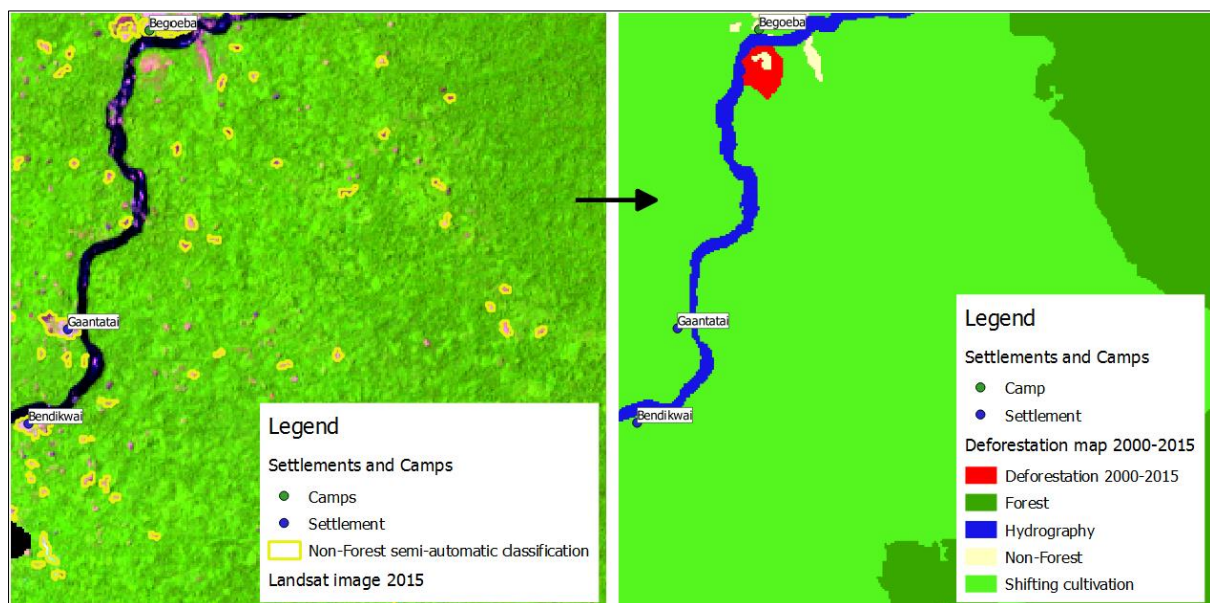 Begoeba
Gaantatai
Bendikwai
Legend
Settlements and Camps
Camps
Settlement
Non-Forest semi-automatic classification
Landsat image 2015
Begoeba
Gaantatai
Bendikwai
Legend
Settlements and Camps
Camp
Settlement
Deforestation map 2000-2015
Deforestation 2000-2015
Forest
Hydrography
Non-Forest
Shifting cultivation